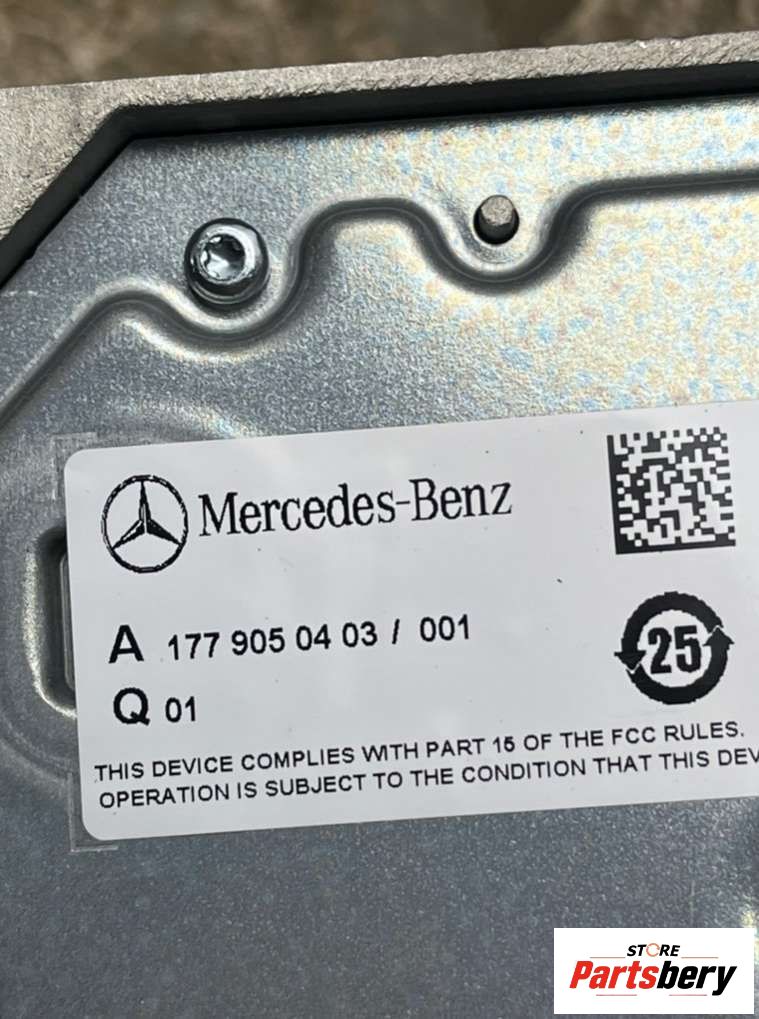 Mercedes-Benz
A 177 905 04 03 / 001
25
Q 01
THIS DEVICE COMPLIES WITH PART 15 OF THE FCC RULES.
OPERATION IS SUBJECT TO THE CONDITION THAT THIS DEV
STORE
Partsbery